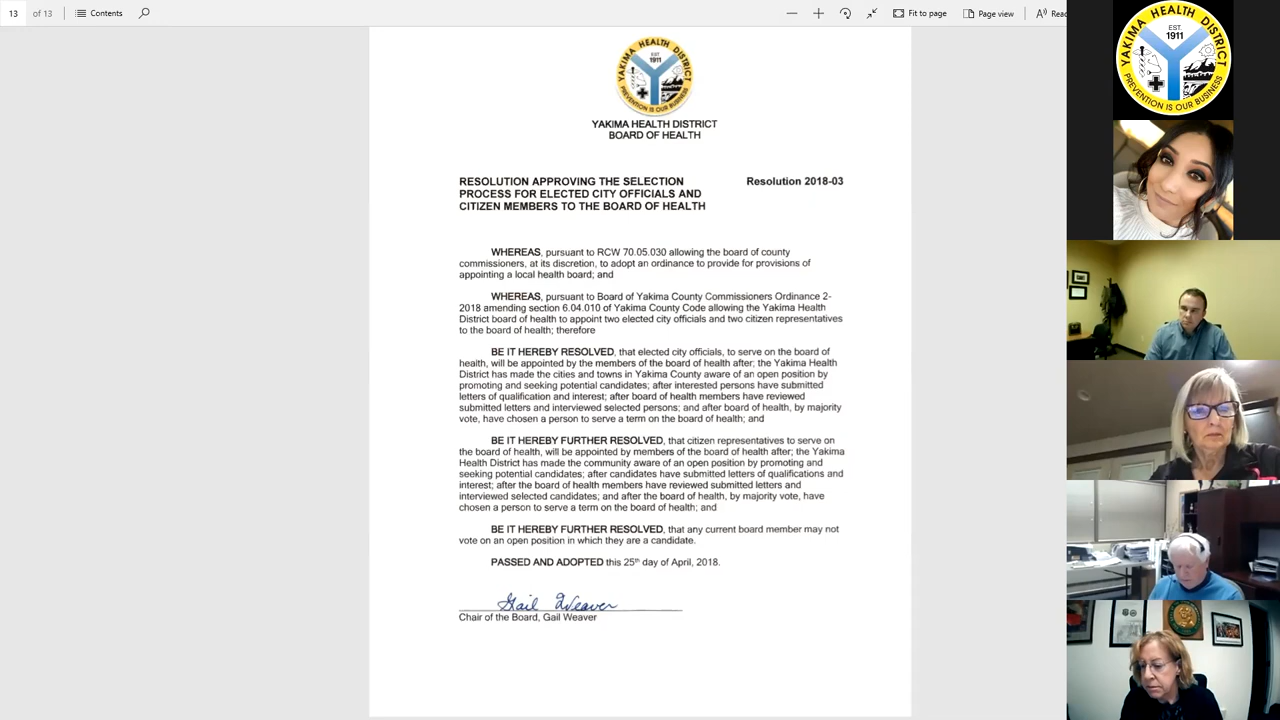 13 of 13
Contents
Fit to page
Page view
Read
YAKIMA HEALTH DISTRICT
EST.
1911
PREVENTION IS OUR BUSINESS
YAKIMA HEALTH DISTRICT
BOARD OF HEALTH
RESOLUTION APPROVING THE SELECTION
PROCESS FOR ELECTED CITY OFFICIALS AND
CITIZEN MEMBERS TO THE BOARD OF HEALTH
Resolution 2018-03
WHEREAS, pursuant to RCW 70.05.030 allowing the board of county
commissioners, at its discretion, to adopt an ordinance to provide for provisions of
appointing a local health board; and
WHEREAS, pursuant to Board of Yakima County Commissioners Ordinance 2-
2018 amending section 6.04.010 of Yakima County Code allowing the Yakima Health
District board of health to appoint two elected city officials and two citizen representatives
to the board of health; therefore
BE IT HEREBY RESOLVED, that elected city officials, to serve on the board of
health, will be appointed by the members of the board of health after; the Yakima Health
District has made the cities and towns in Yakima County aware of an open position by
promoting and seeking potential candidates; after interested persons have submitted
letters of qualification and interest; after board of health members have reviewed
submitted letters and interviewed selected persons; and after board of health, by majority
vote, have chosen a person to serve a term on the board of health; and
BE IT HEREBY FURTHER RESOLVED, that citizen representatives to serve on
the board of health, will be appointed by members of the board of health after; the Yakima
Health District has made the community aware of an open position by promoting and
seeking potential candidates; after candidates have submitted letters of qualifications and
interest; after the board of health members have reviewed submitted letters and
interviewed selected candidates; and after the board of health, by majority vote, have
chosen a person to serve a term on the board of health; and
BE IT HEREBY FURTHER RESOLVED, that any current board member may not
vote on an open position in which they are a candidate.
PASSED AND ADOPTED this 25th day of April, 2018.
Gail Weaver
Chair of the Board, Gail Weaver
YAKIMA HEALTH DISTRICT
EST.
1911
PREVENTION IS OUR BUSINESS